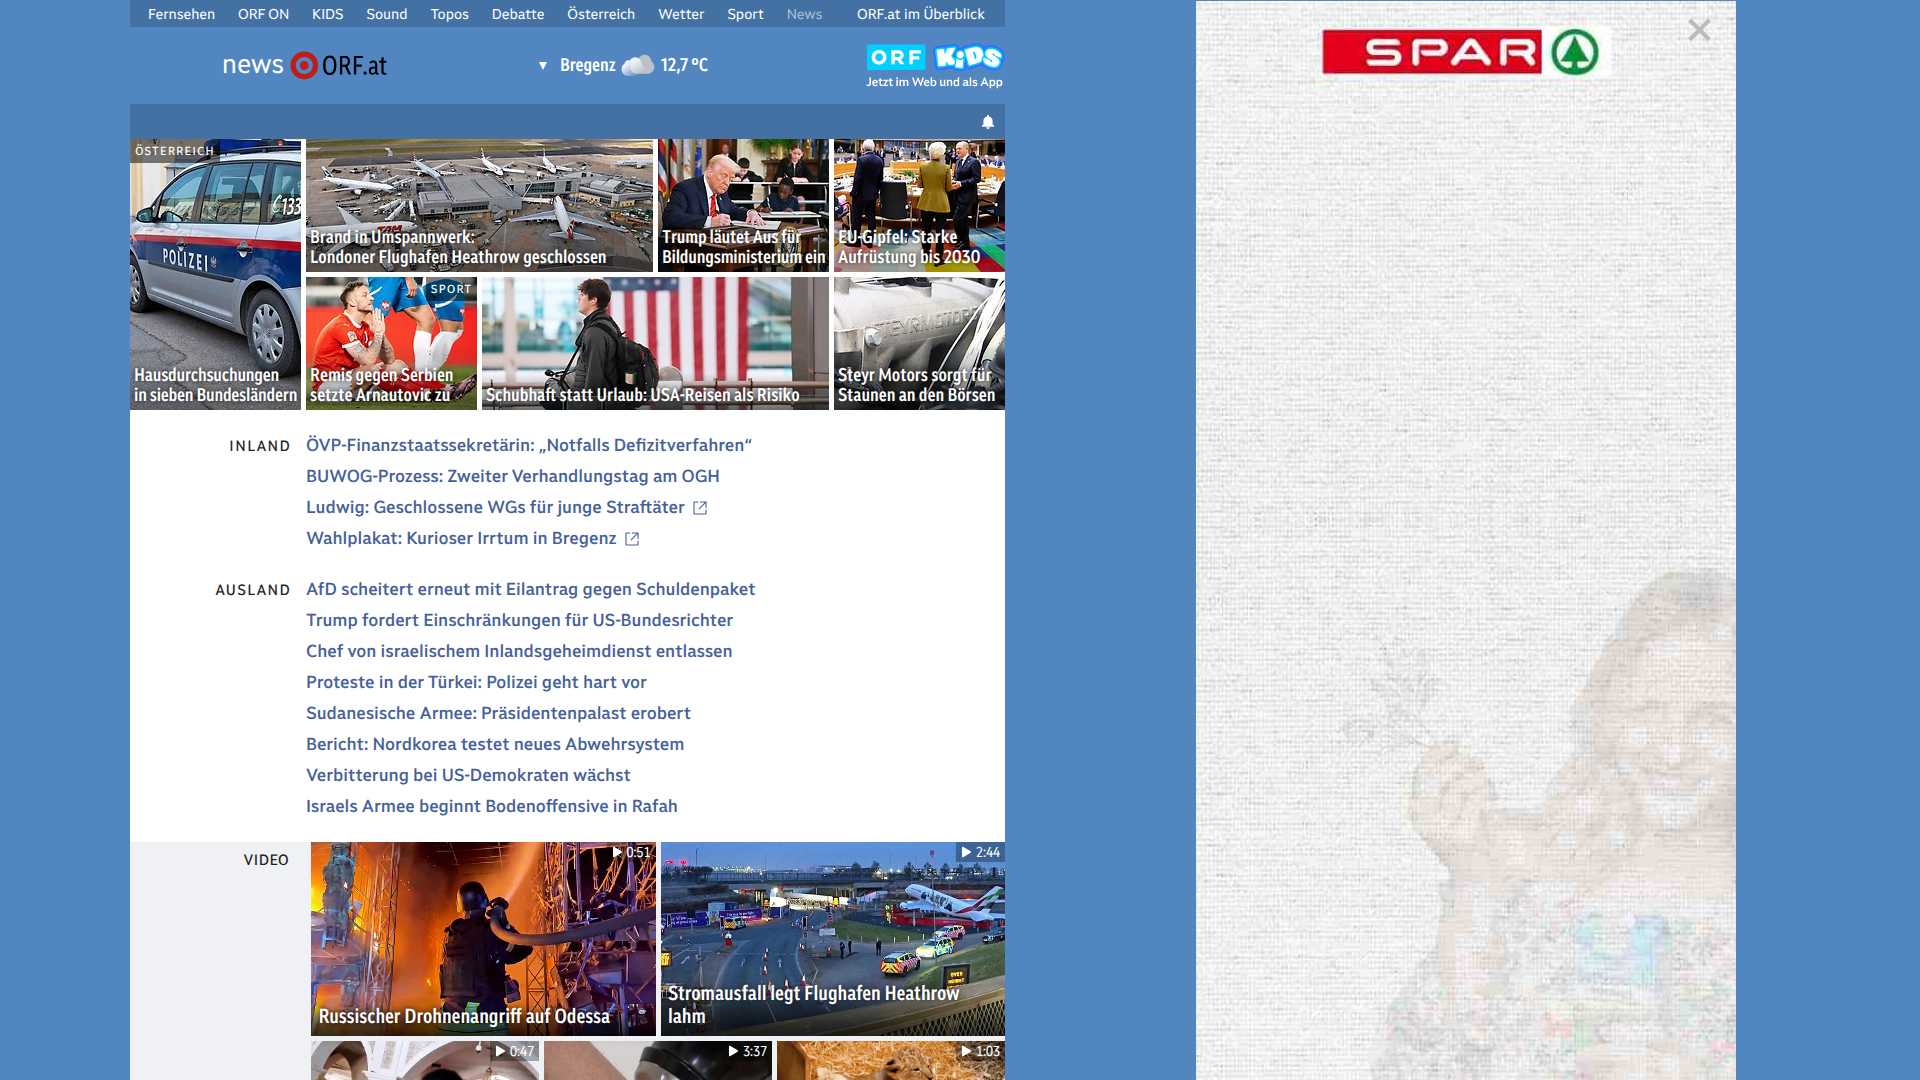 Fernsehen ORF ON KIDS Sound Topos Debatte Österreich Wetter Sport News ORF.at im Überblick
news ORF.at
▼ Bregenz 12,7 °C
ORF KiDS
Jetzt im Web und als App
SPAR
ÖSTERREICH
133
POLIZEI
Hausdurchsuchungen
in sieben Bundesländern
Brand in Umspannwerk:
Londoner Flughafen Heathrow geschlossen
Trump läutet Aus für
Bildungsministerium ein
EU-Gipfel: Starke
Aufrüstung bis 2030
SPORT
Remis gegen Serbien
setzte Arnautovic zu
Schubhaft statt Urlaub: USA-Reisen als Risiko
STEYR MOTORS
Steyr Motors sorgt für
Staunen an den Börsen
INLAND
ÖVP-Finanzstaatssekretärin: „Notfalls Defizitverfahren“
BUWOG-Prozess: Zweiter Verhandlungstag am OGH
Ludwig: Geschlossene WGs für junge Straftäter
Wahlplakat: Kurioser Irrtum in Bregenz
AUSLAND
AfD scheitert erneut mit Eilantrag gegen Schuldenpaket
Trump fordert Einschränkungen für US-Bundesrichter
Chef von israelischem Inlandsgeheimdienst entlassen
Proteste in der Türkei: Polizei geht hart vor
Sudanesische Armee: Präsidentenpalast erobert
Bericht: Nordkorea testet neues Abwehrsystem
Verbitterung bei US-Demokraten wächst
Israels Armee beginnt Bodenoffensive in Rafah
VIDEO
0:51
Russischer Drohnenangriff auf Odessa
2:44
Stromausfall legt Flughafen Heathrow
lahm
0:47
3:37
1:03